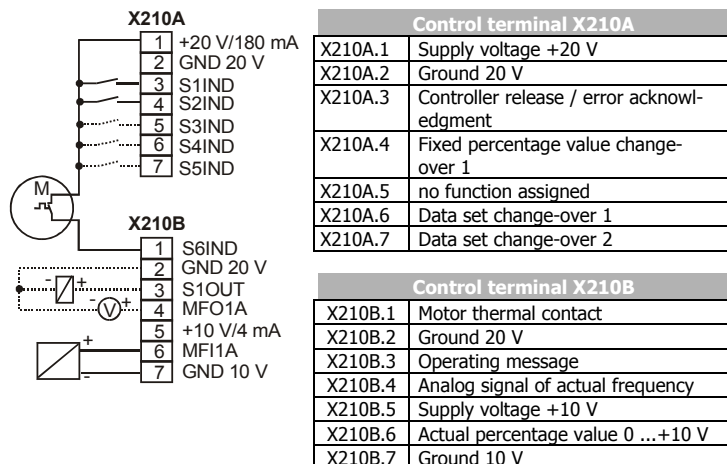 X210A
1 +20 V/180 mA
2 GND 20 V
3 S1IND
4 S2IND
5 S3IND
6 S4IND
7 S5IND
M
X210B
1 S6IND
2 GND 20 V
- + 3 S1OUT
- V + 4 MFO1A
5 +10 V/4 mA
+ 6 MFI1A
- 7 GND 10 V
Control terminal X210A
X210A.1 Supply voltage +20 V
X210A.2 Ground 20 V
X210A.3 Controller release / error acknowl-
edgment
X210A.4 Fixed percentage value change-
over 1
X210A.5 no function assigned
X210A.6 Data set change-over 1
X210A.7 Data set change-over 2
Control terminal X210B
X210B.1 Motor thermal contact
X210B.2 Ground 20 V
X210B.3 Operating message
X210B.4 Analog signal of actual frequency
X210B.5 Supply voltage +10 V
X210B.6 Actual percentage value 0 ...+10 V
X210B.7 Ground 10 V